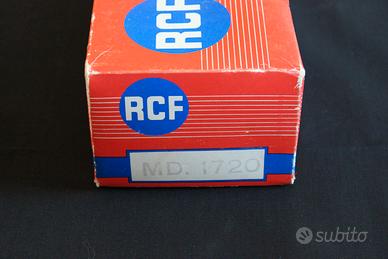 RCF
RCF
MD. 1720
subito